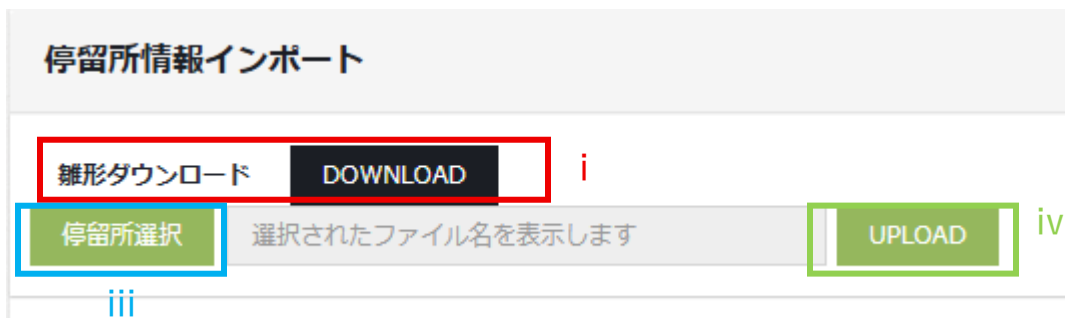 停留所情報インポート
雛形ダウンロード DOWNLOAD i
停留所選択 選択されたファイル名を表示します UPLOAD iv
iii